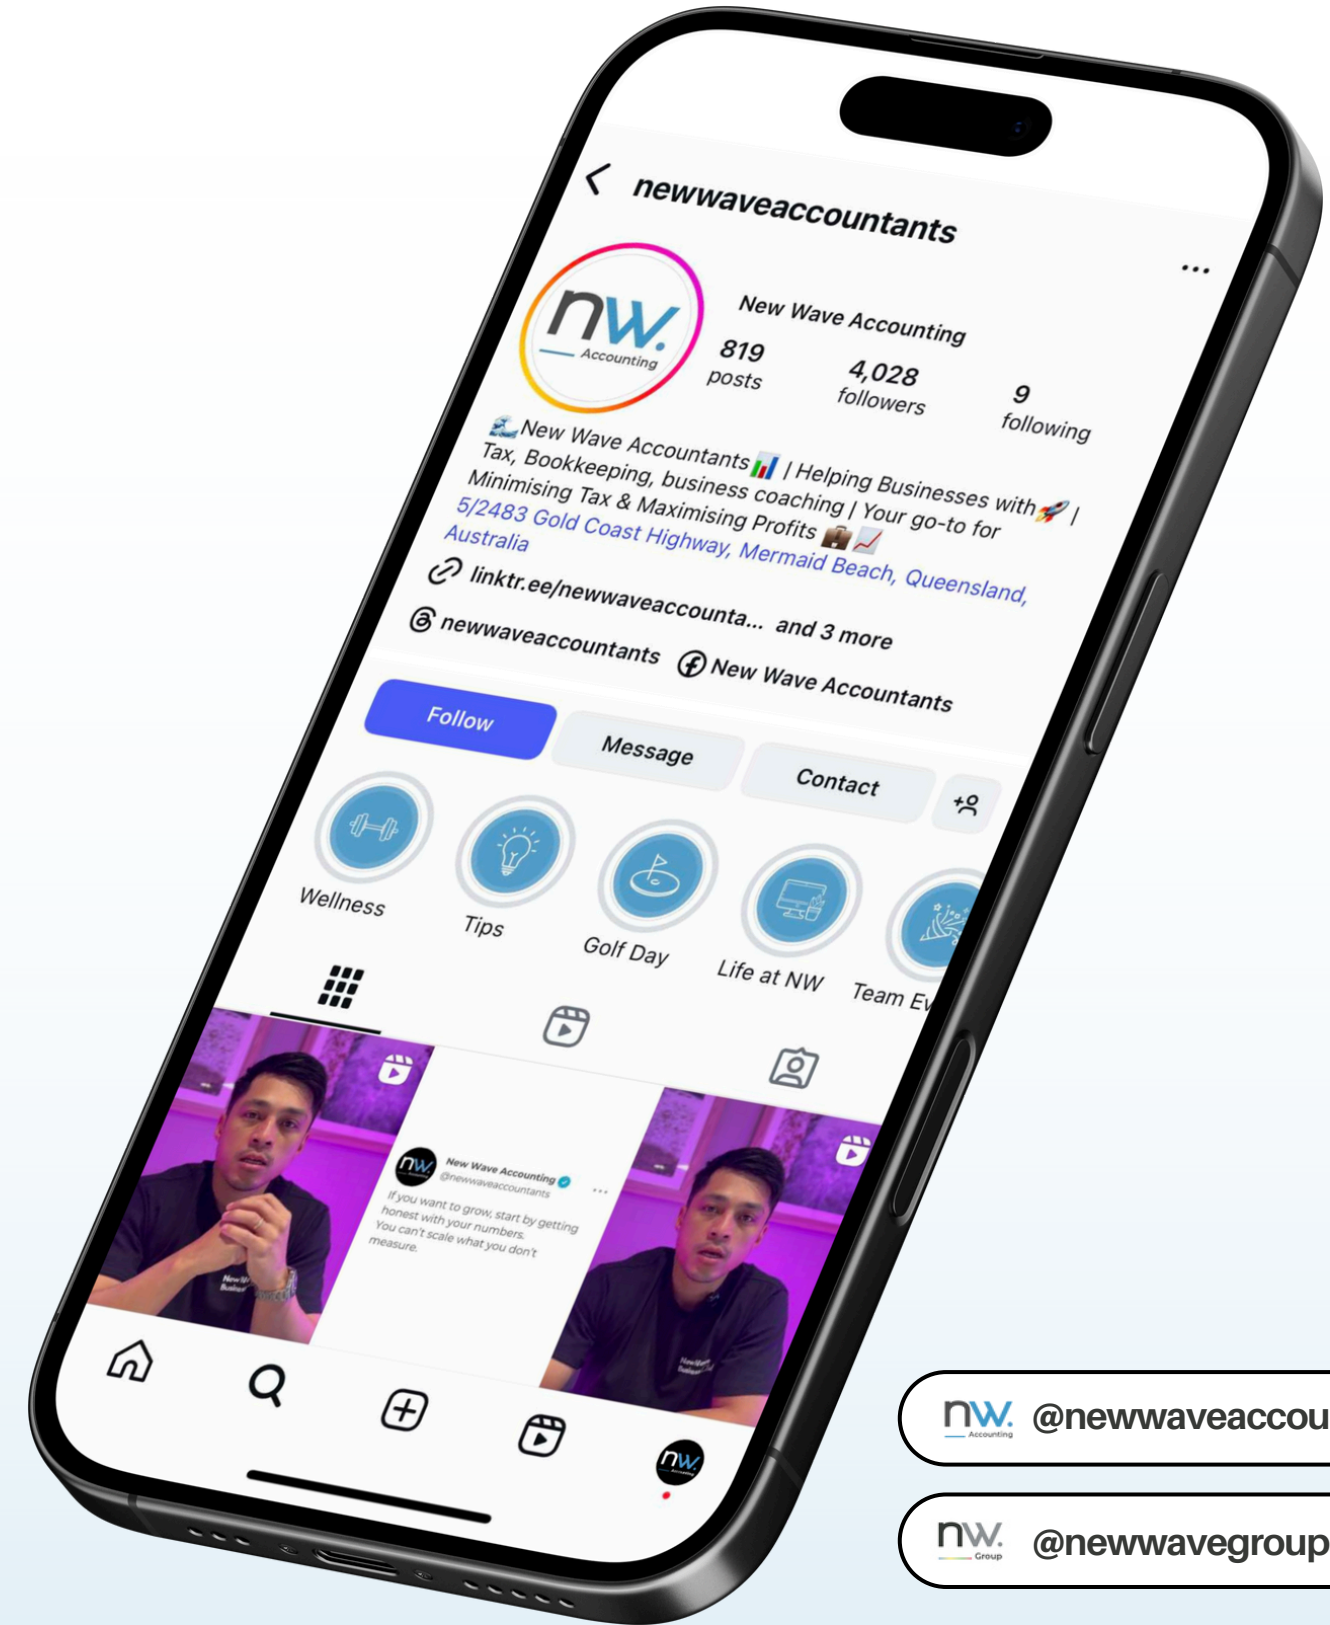 newwaveaccountants
nw.
Accounting
New Wave Accounting
819
posts
4,028
followers
9
following
🌊New Wave Accountants📊 | Helping Businesses with🚀 |
Tax, Bookkeeping, business coaching | Your go-to for
Minimising Tax & Maximising Profits 💼📈
5/2483 Gold Coast Highway, Mermaid Beach, Queensland,
Australia
linktr.ee/newwaveaccounta... and 3 more
newwaveaccountants
New Wave Accountants
Follow
Message
Contact
Wellness
Tips
Golf Day
Life at NW
Team Ev
nw.
New Wave Accounting
@newwaveaccountants
If you want to grow, start by getting
honest with your numbers.
You can't scale what you don't
measure.
nw.
nw.
Accounting
@newwaveaccou
nw.
Group
@newwavegroup